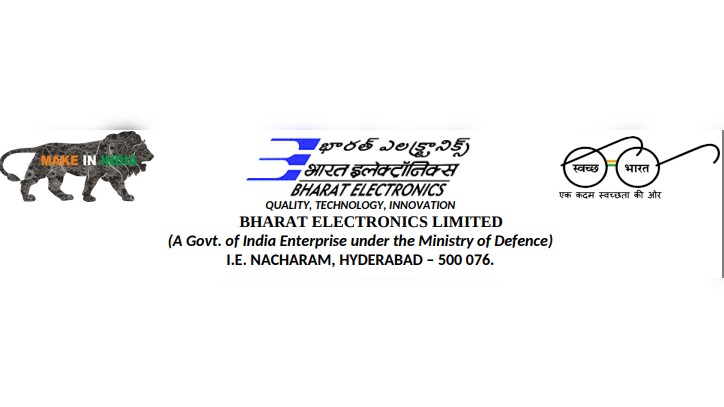 MAKE IN INDIA
భారత్ ఎలక్ట్రానిక్స్
भारत इलेक्ट्रॉनिक्स
BHARAT ELECTRONICS
QUALITY, TECHNOLOGY, INNOVATION
BHARAT ELECTRONICS LIMITED
(A Govt. of India Enterprise under the Ministry of Defence)
I.E. NACHARAM, HYDERABAD – 500 076.
स्वच्छ भारत
एक कदम स्वच्छता की ओर